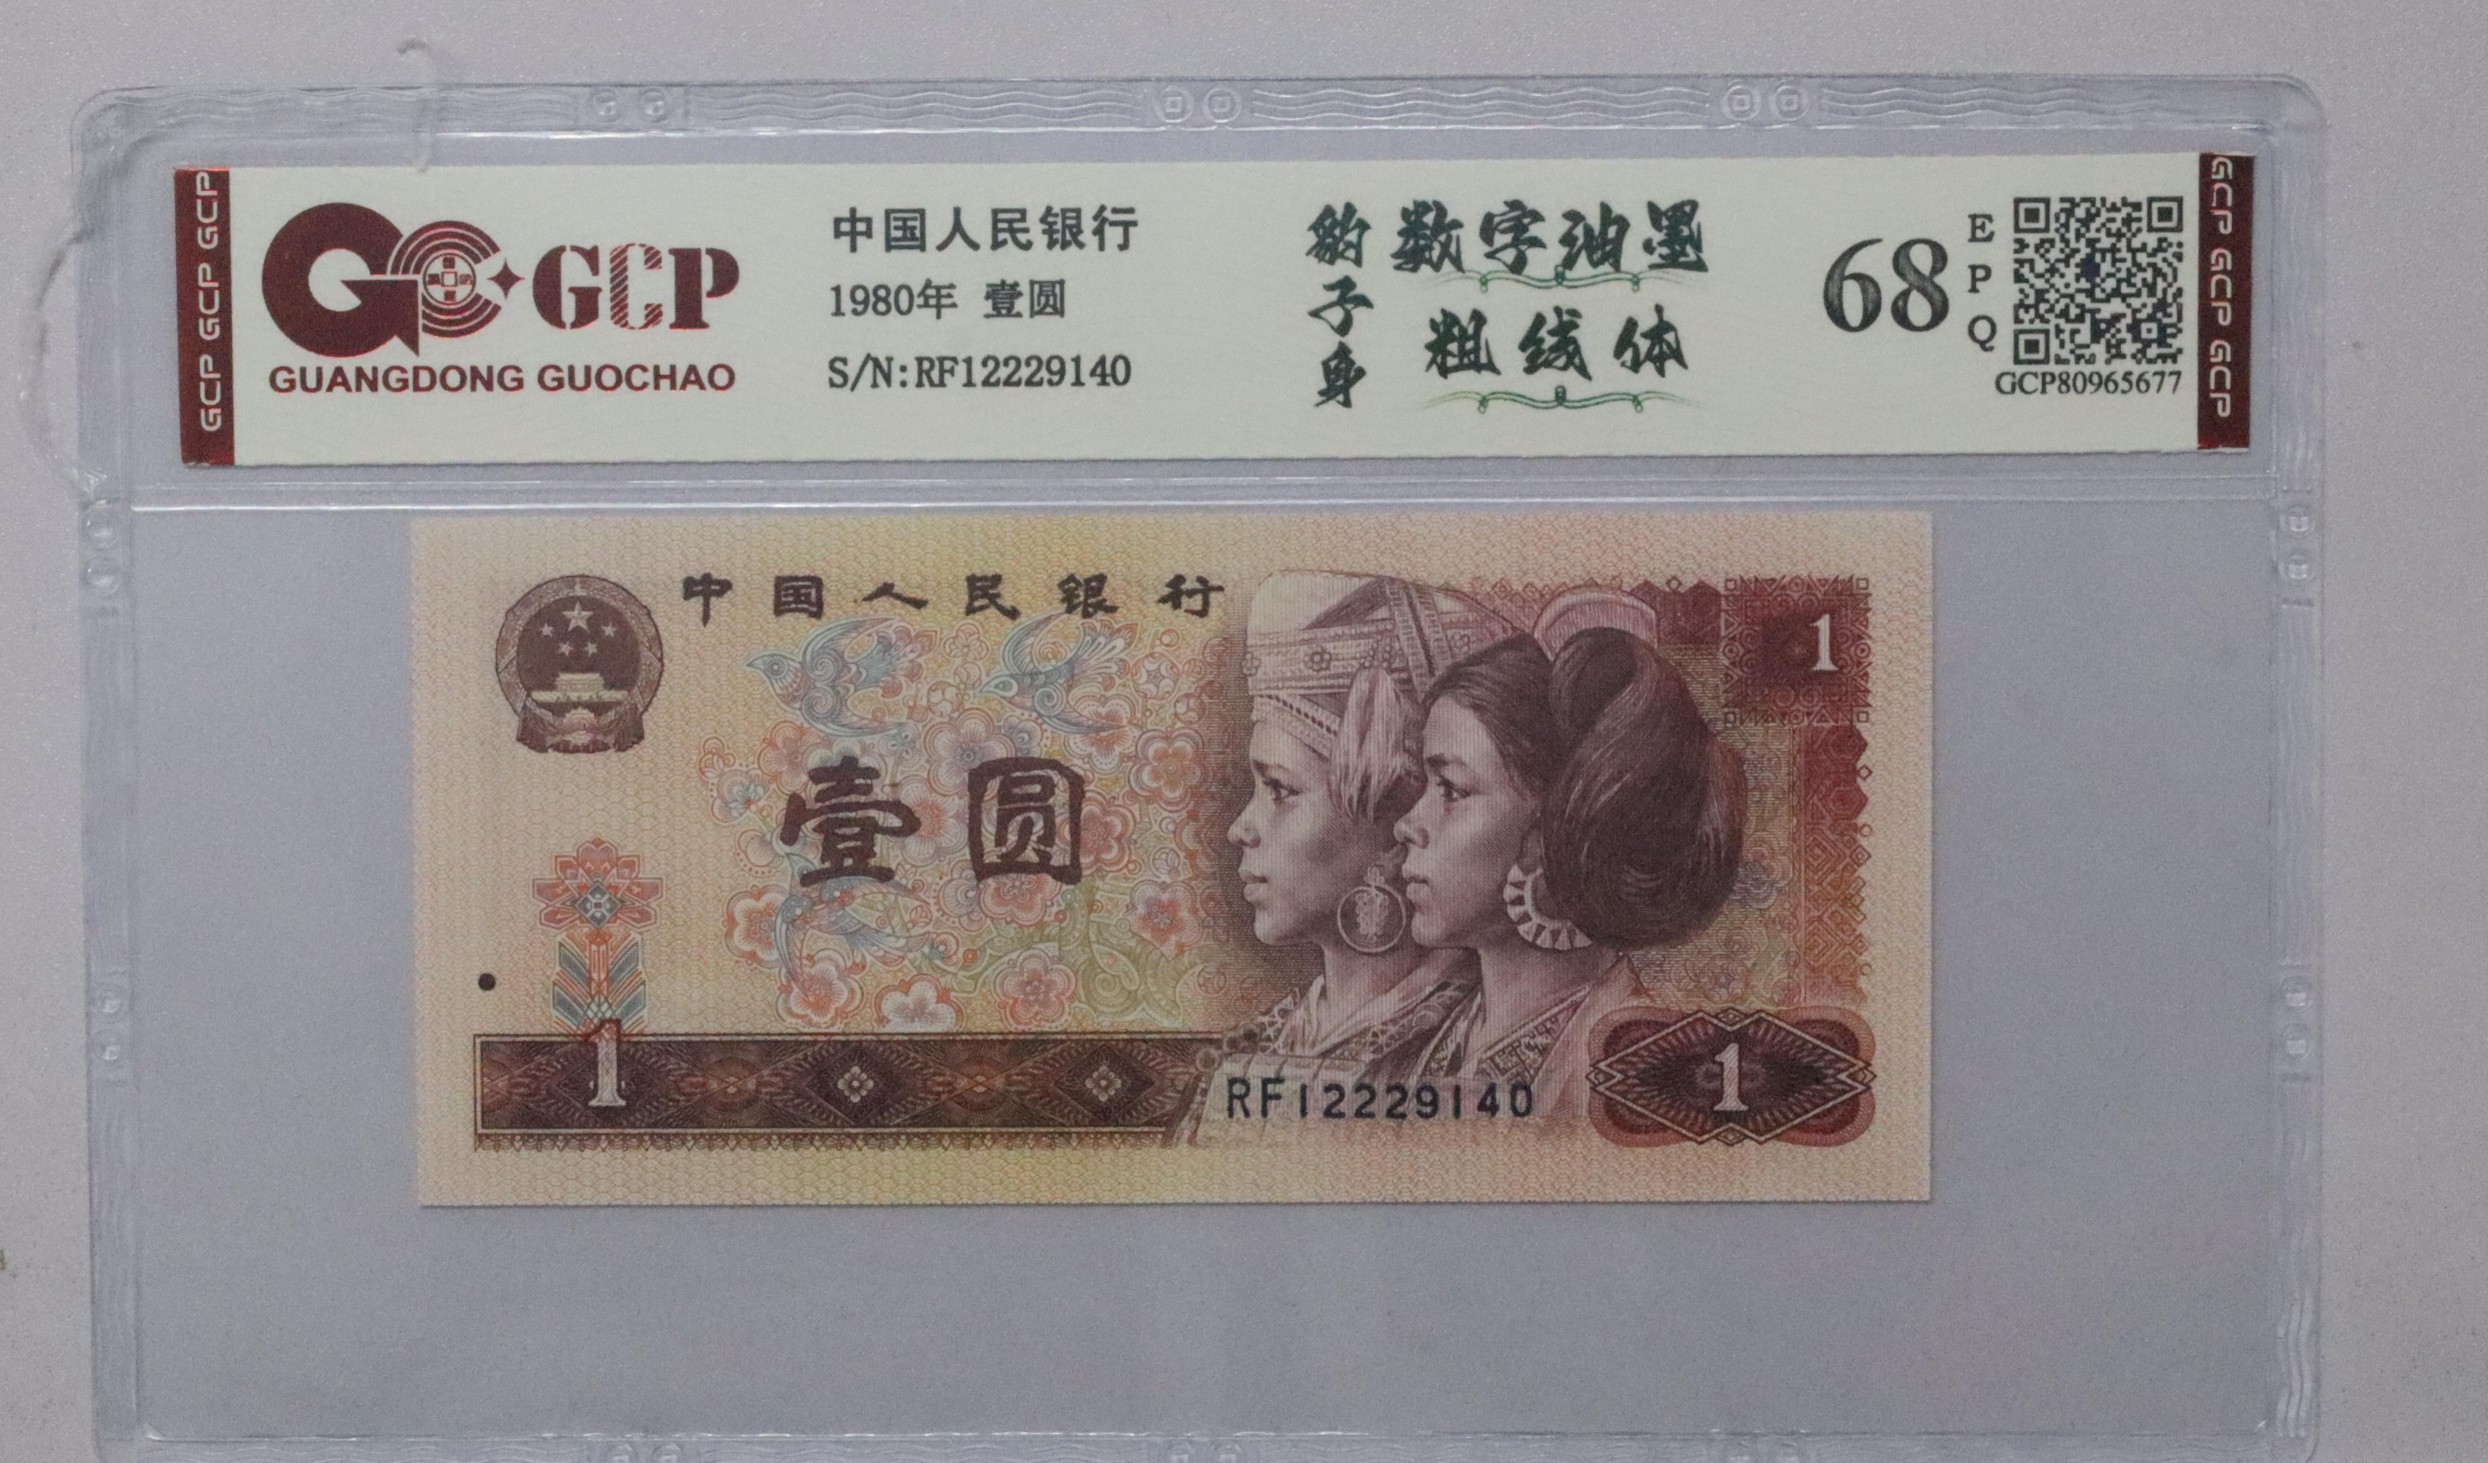 GCP GCP GCP
GCP
GUANGDONG GUOCHAO
中国人民银行
1980年 壹圆
S/N:RF12229140
豹子身
数字油墨
粗线体
68
EPQ
GCP80965677
GCP GCP GCP
中国人民银行
1
壹圆
1
RF12229140
1